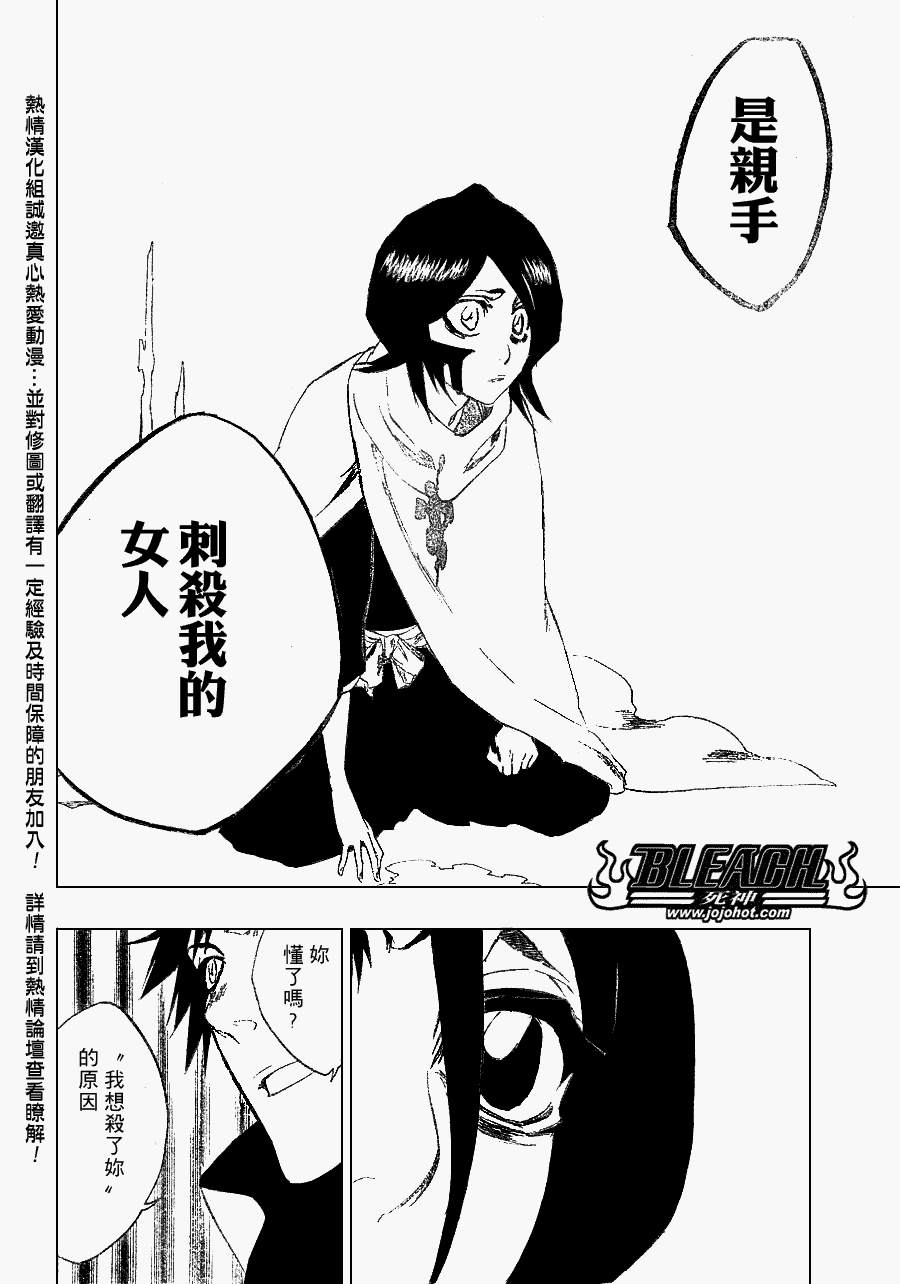 是親手
刺殺我的
女人
妳
懂了嗎?
〝我想殺了妳〞
的原因
BLEACH
死神
www.jojohot.com
熱情漢化組誠邀真心熱愛動漫…並對修圖或翻譯有一定經驗及時間保障的朋友加入! 詳情請到熱情論壇查看瞭解!